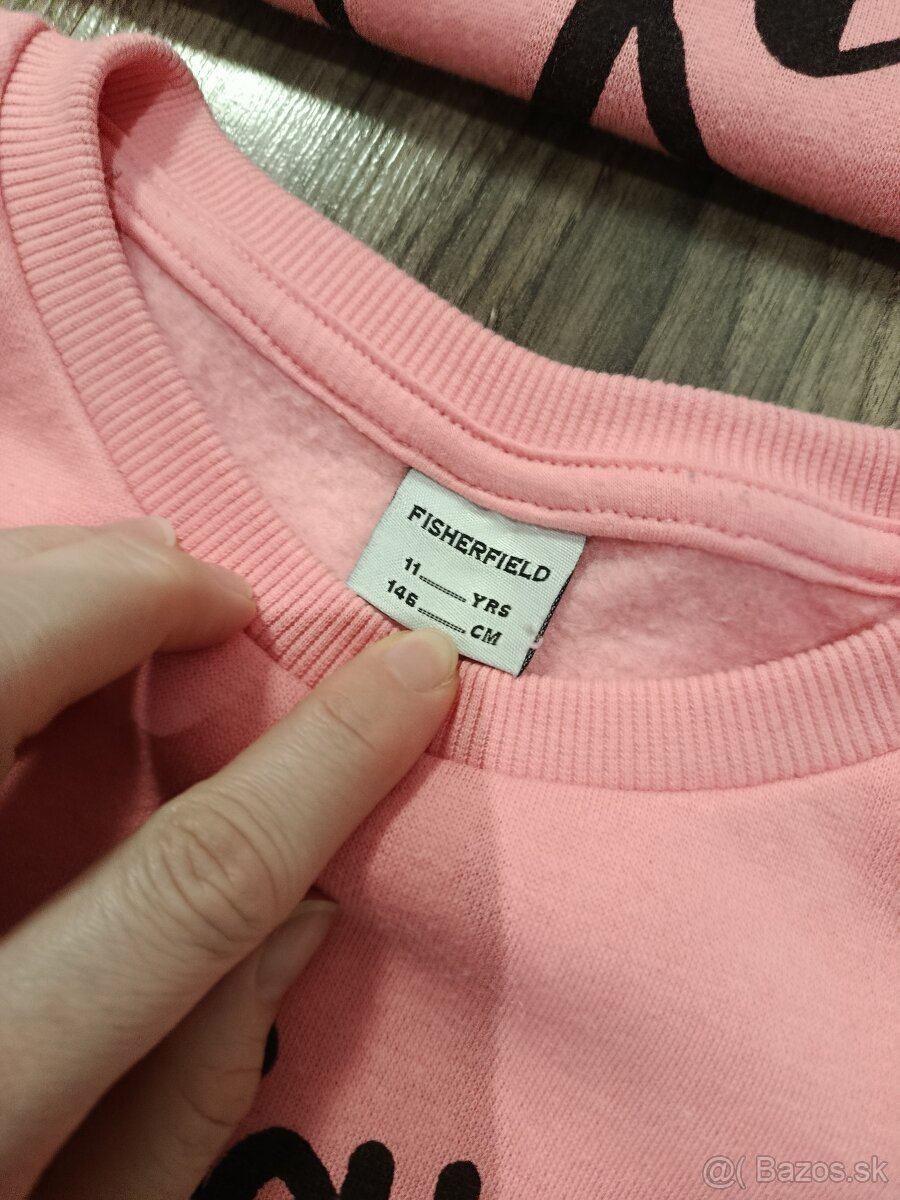 FISHERFIELD
11 YRS
146 CM
@( Bazos.sk